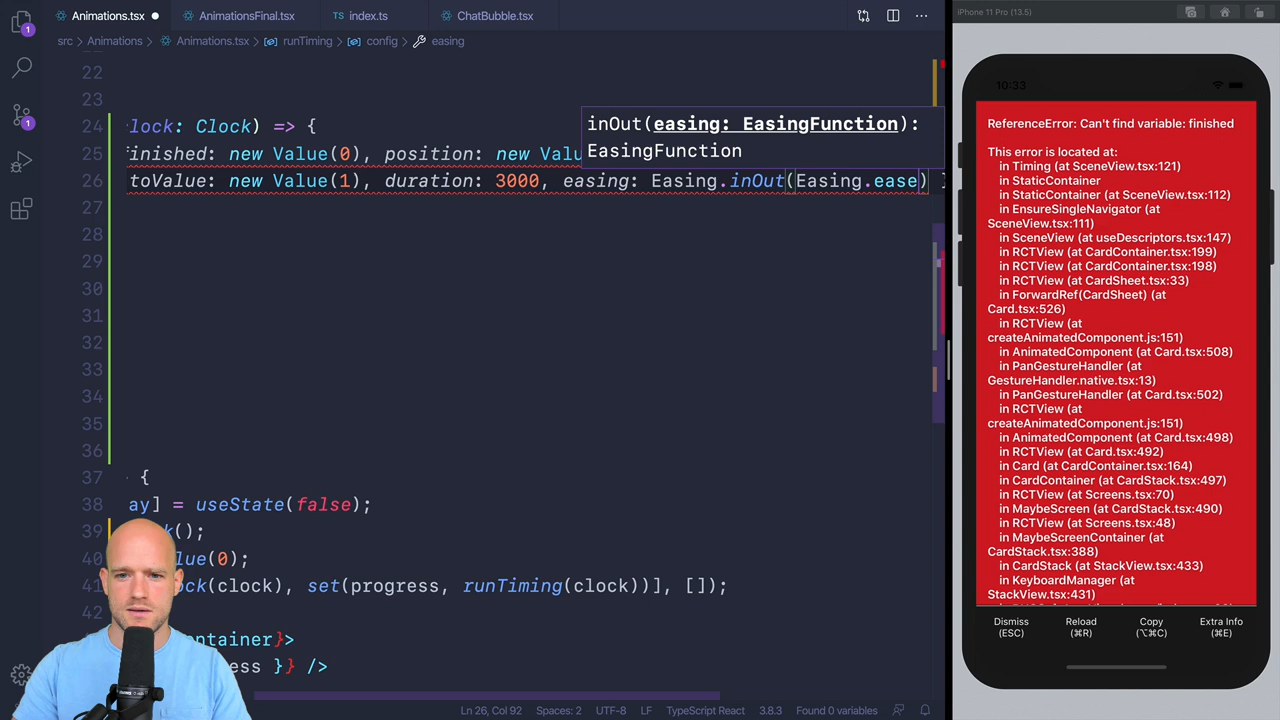 Animations.tsx
AnimationsFinal.tsx
TS index.ts
ChatBubble.tsx
iPhone 11 Pro (13.5)
src > Animations > Animations.tsx > runTiming > config > easing
22
23
24 lock: Clock) => {
25 inished: new Value(0), position: new Valu
26 toValue: new Value(1), duration: 3000, easing: Easing.inOut(Easing.ease) }
27
28
29
30
31
32
33
34
35
36
37 {
38 ay] = useState(false);
39 k();
40 lue(0);
41 ck(clock), set(progress, runTiming(clock))], []);
42
ontainer}>
ess }} />
inOut(easing: EasingFunction):
EasingFunction
1
1
Ln 26, Col 92
Spaces: 2
UTF-8
LF
TypeScript React
3.8.3
Found 0 variables
10:33
ReferenceError: Can't find variable: finished
This error is located at:
in Timing (at SceneView.tsx:121)
in StaticContainer
in StaticContainer (at SceneView.tsx:112)
in EnsureSingleNavigator (at
SceneView.tsx:111)
in SceneView (at useDescriptors.tsx:147)
in RCTView (at CardContainer.tsx:199)
in RCTView (at CardContainer.tsx:198)
in RCTView (at CardSheet.tsx:33)
in ForwardRef(CardSheet) (at
Card.tsx:526)
in RCTView (at
createAnimatedComponent.js:151)
in AnimatedComponent (at Card.tsx:508)
in PanGestureHandler (at
GestureHandler.native.tsx:13)
in PanGestureHandler (at Card.tsx:502)
in RCTView (at
createAnimatedComponent.js:151)
in AnimatedComponent (at Card.tsx:498)
in RCTView (at Card.tsx:492)
in Card (at CardContainer.tsx:164)
in CardContainer (at CardStack.tsx:497)
in RCTView (at Screens.tsx:70)
in MaybeScreen (at CardStack.tsx:490)
in RCTView (at Screens.tsx:48)
in MaybeScreenContainer (at
CardStack.tsx:388)
in CardStack (at StackView.tsx:433)
in KeyboardManager (at
StackView.tsx:431)
Dismiss
(ESC)
Reload
(⌘R)
Copy
(⌥⌘C)
Extra Info
(⌘E)